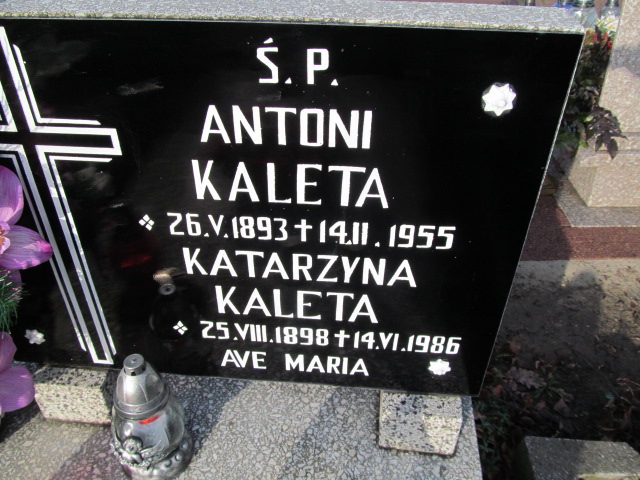 Ś.P.
ANTONI
KALETA
26.V.1893 + 14.II.1955
KATARZYNA
KALETA
25.VIII.1898 + 14.VI.1986
AVE MARIA